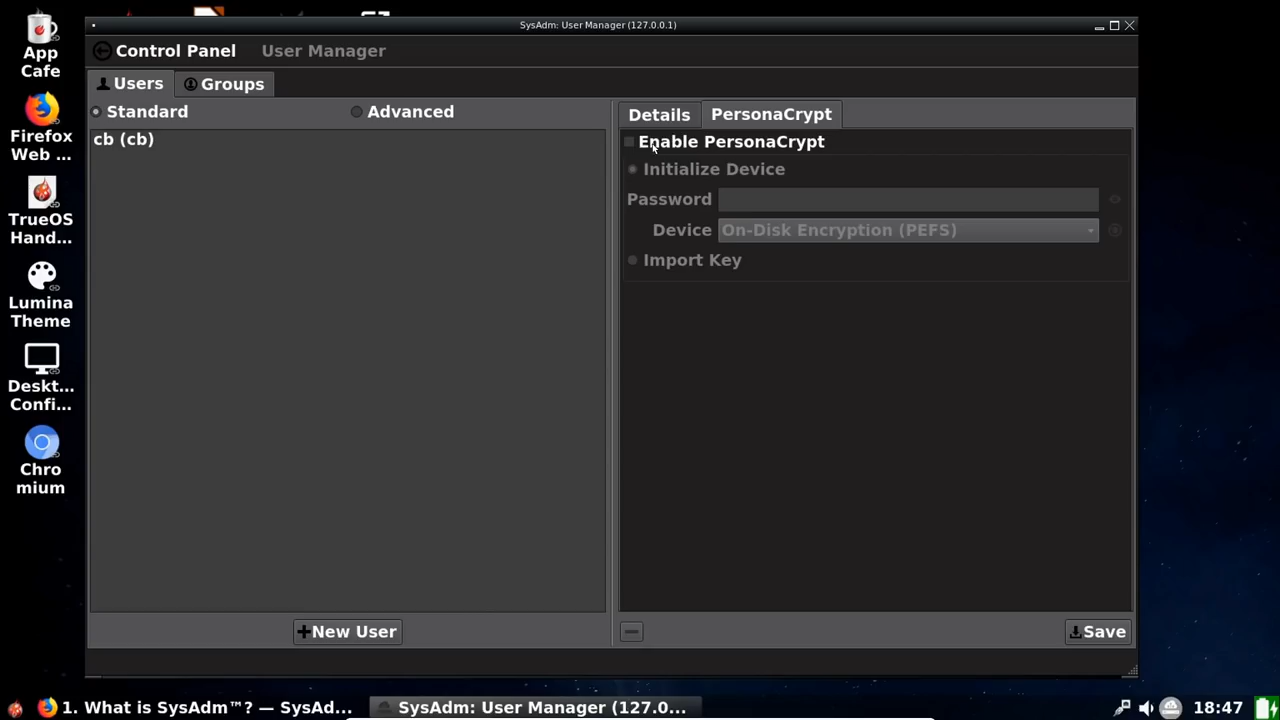 SysAdm: User Manager (127.0.0.1)
Control Panel User Manager
Users Groups
Standard Advanced
cb (cb)
New User
Details PersonaCrypt
Enable PersonaCrypt
Initialize Device
Password
Device On-Disk Encryption (PEFS)
Import Key
Save
App
Cafe
Firefox
Web ...
TrueOS
Hand...
Lumina
Theme
Deskt...
Confi...
Chro
mium
1. What is SysAdm™? — SysAd... SysAdm: User Manager (127.0... 18:47